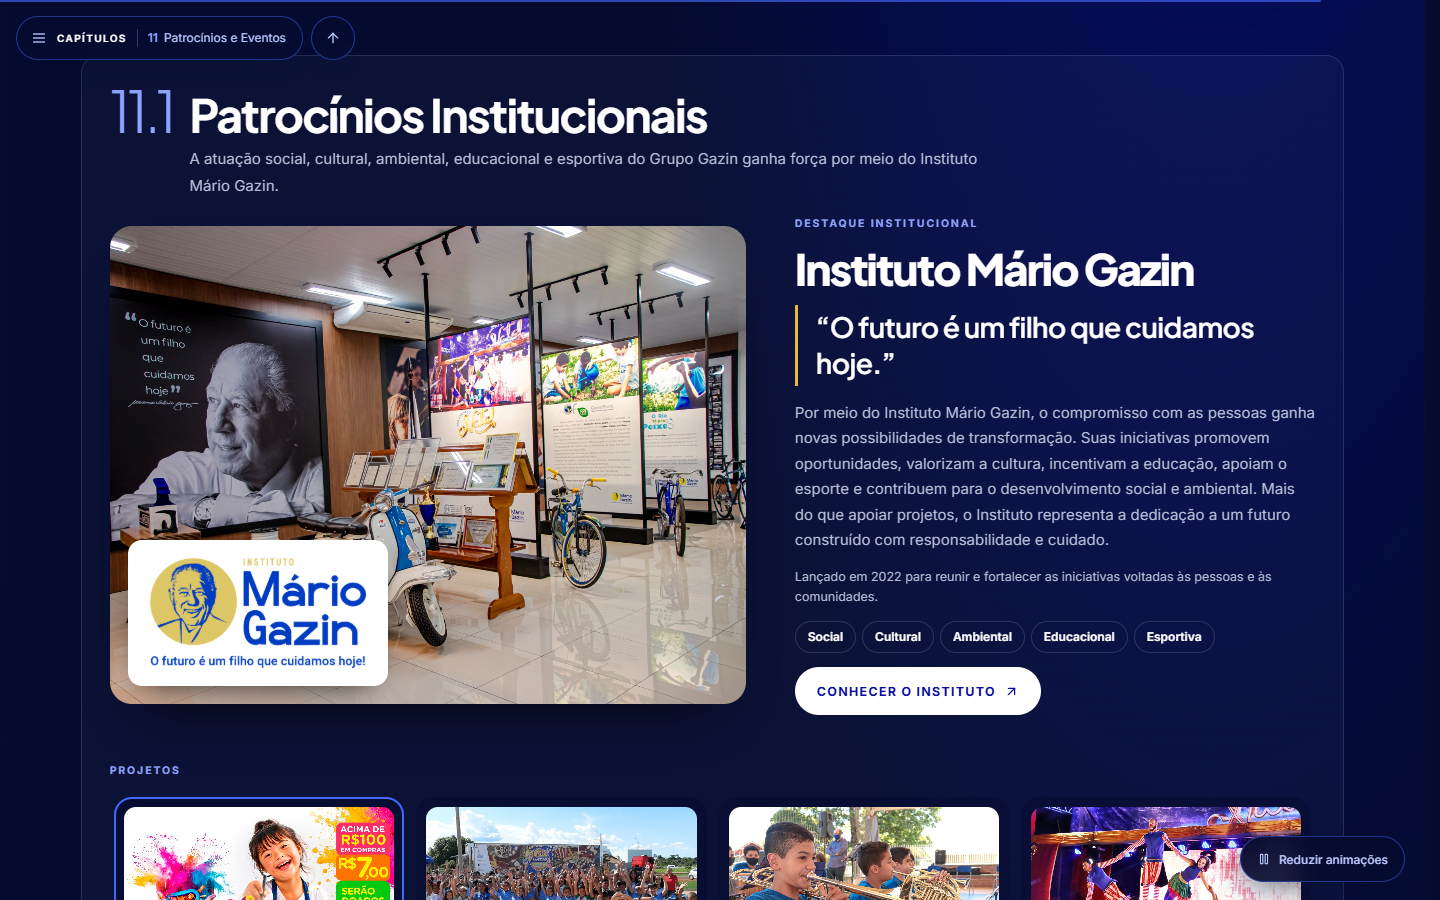 CAPÍTULOS
11 Patrocínios e Eventos
11.1 Patrocínios Institucionais
A atuação social, cultural, ambiental, educacional e esportiva do Grupo Gazin ganha força por meio do Instituto
Mário Gazin.
“O futuro é
um filho
que
cuidamos
hoje”
INSTITUTO
Mário
Gazin
O futuro é um filho que cuidamos hoje!
DESTAQUE INSTITUCIONAL
Instituto Mário Gazin
“O futuro é um filho que cuidamos
hoje.”
Por meio do Instituto Mário Gazin, o compromisso com as pessoas ganha
novas possibilidades de transformação. Suas iniciativas promovem
oportunidades, valorizam a cultura, incentivam a educação, apoiam o
esporte e contribuem para o desenvolvimento social e ambiental. Mais
do que apoiar projetos, o Instituto representa a dedicação a um futuro
construído com responsabilidade e cuidado.
Lançado em 2022 para reunir e fortalecer as iniciativas voltadas às pessoas e às
comunidades.
Social
Cultural
Ambiental
Educacional
Esportiva
CONHECER O INSTITUTO
PROJETOS
ACIMA DE
R$100
EM COMPRAS
R$7,00
SERÃO
Reduzir animações